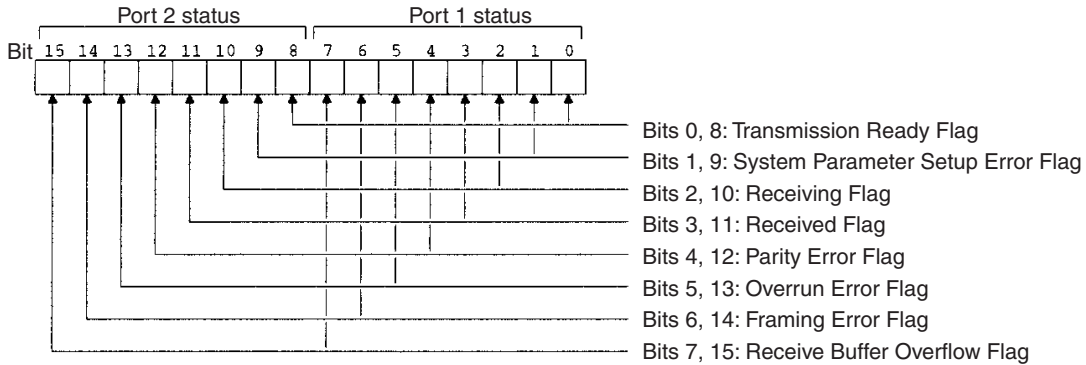 Port 2 status Port 1 status
Bit 15 14 13 12 11 10 9 8 7 6 5 4 3 2 1 0
Bits 0, 8: Transmission Ready Flag
Bits 1, 9: System Parameter Setup Error Flag
Bits 2, 10: Receiving Flag
Bits 3, 11: Received Flag
Bits 4, 12: Parity Error Flag
Bits 5, 13: Overrun Error Flag
Bits 6, 14: Framing Error Flag
Bits 7, 15: Receive Buffer Overflow Flag